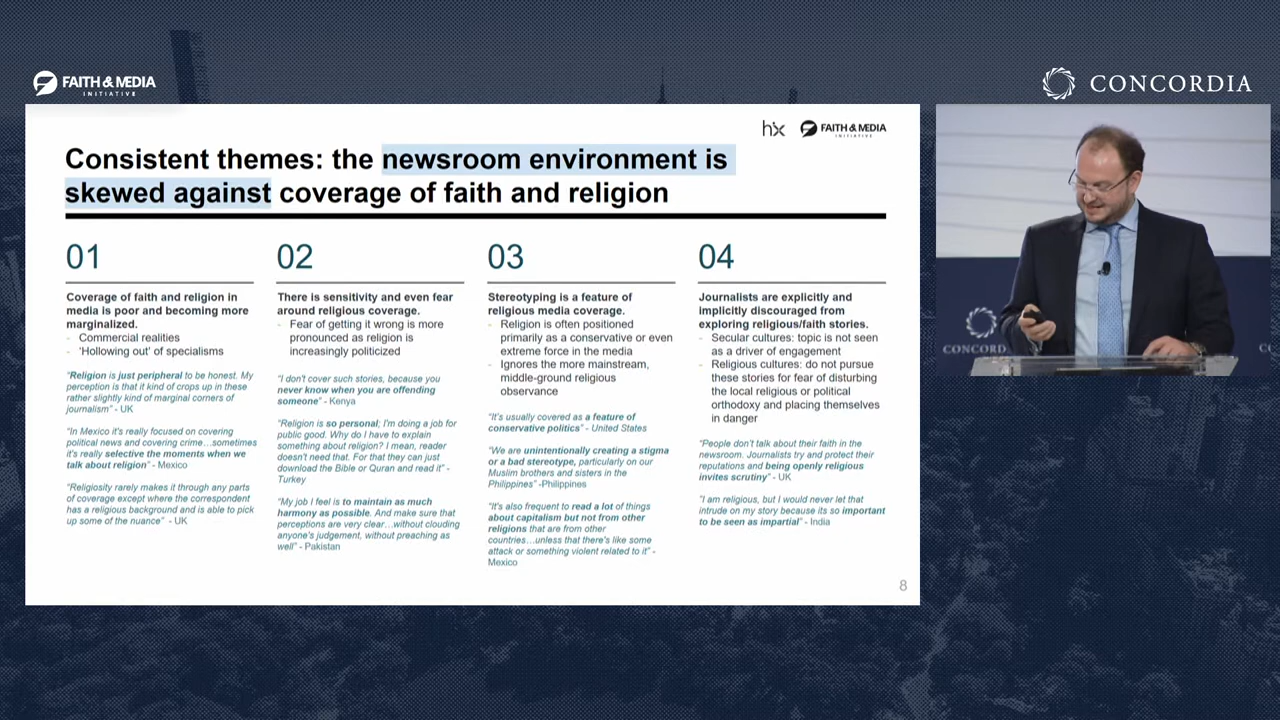 FAITH & MEDIA
INITIATIVE
CONCORDIA
hx FAITH & MEDIA
INITIATIVE
Consistent themes: the newsroom environment is
skewed against coverage of faith and religion
01
Coverage of faith and religion in
media is poor and becoming more
marginalized.
- Commercial realities
- 'Hollowing out' of specialisms
"Religion is just peripheral to be honest. My
perception is that it kind of crops up in these
rather slightly kind of marginal corners of
journalism" - UK
"In Mexico it's really focused on covering
political news and covering crime…sometimes
it's really selective the moments when we
talk about religion" - Mexico
"Religiosity rarely makes it through any parts
of coverage except where the correspondent
has a religious background and is able to pick
up some of the nuance" - UK
02
There is sensitivity and even fear
around religious coverage.
- Fear of getting it wrong is more
pronounced as religion is
increasingly politicized
"I don't cover such stories, because you
never know when you are offending
someone" - Kenya
"Religion is so personal; I'm doing a job for
public good. Why do I have to explain
something about religion? I mean, reader
doesn't need that. For that they can just
download the Bible or Quran and read it" -
Turkey
"My job I feel is to maintain as much
harmony as possible. And make sure that
perceptions are very clear…without clouding
anyone's judgement, without preaching as
well" - Pakistan
03
Stereotyping is a feature of
religious media coverage.
- Religion is often positioned
primarily as a conservative or even
extreme force in the media
- Ignores the more mainstream,
middle-ground religious
observance
"It's usually covered as a feature of
conservative politics" - United States
"We are unintentionally creating a stigma
or a bad stereotype, particularly on our
Muslim brothers and sisters in the
Philippines" -Philippines
"It's also frequent to read a lot of things
about capitalism but not from other
religions that are from other
countries…unless that there's like some
attack or something violent related to it" -
Mexico
04
Journalists are explicitly and
implicitly discouraged from
exploring religious/faith stories.
- Secular cultures: topic is not seen
as a driver of engagement
- Religious cultures: do not pursue
these stories for fear of disturbing
the local religious or political
orthodoxy and placing themselves
in danger
"People don't talk about their faith in the
newsroom. Journalists try and protect their
reputations and being openly religious
invites scrutiny" - UK
"I am religious, but I would never let that
intrude on my story because its so important
to be seen as impartial" - India
8
CONCORD